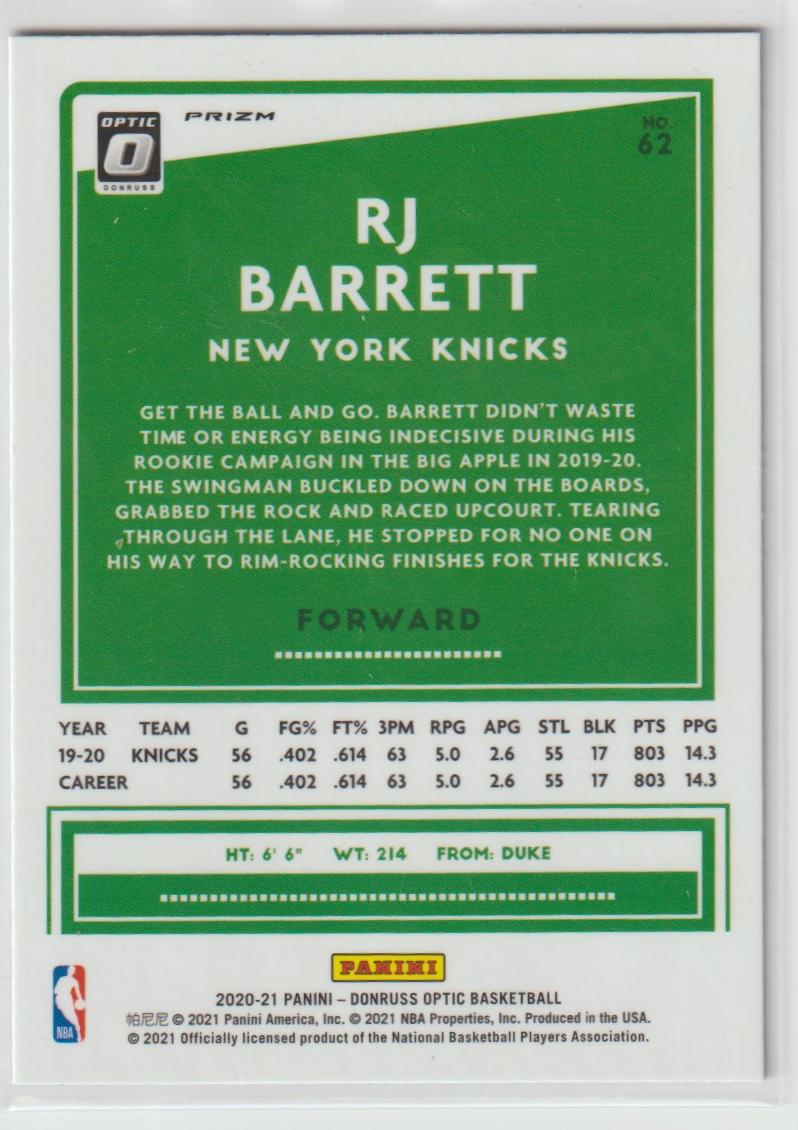 OPTIC
DONRUSS
PRIZM
NO.
62
RJ
BARRETT
NEW YORK KNICKS
GET THE BALL AND GO. BARRETT DIDN'T WASTE
TIME OR ENERGY BEING INDECISIVE DURING HIS
ROOKIE CAMPAIGN IN THE BIG APPLE IN 2019-20.
THE SWINGMAN BUCKLED DOWN ON THE BOARDS,
GRABBED THE ROCK AND RACED UPCOURT. TEARING
THROUGH THE LANE, HE STOPPED FOR NO ONE ON
HIS WAY TO RIM-ROCKING FINISHES FOR THE KNICKS.
FORWARD
YEAR TEAM G FG% FT% 3PM RPG APG STL BLK PTS PPG
19-20 KNICKS 56 .402 .614 63 5.0 2.6 55 17 803 14.3
CAREER 56 .402 .614 63 5.0 2.6 55 17 803 14.3
HT: 6' 6" WT: 214 FROM: DUKE
PANINI
NBA
2020-21 PANINI – DONRUSS OPTIC BASKETBALL
帕尼尼 © 2021 Panini America, Inc. © 2021 NBA Properties, Inc. Produced in the USA.
© 2021 Officially licensed product of the National Basketball Players Association.